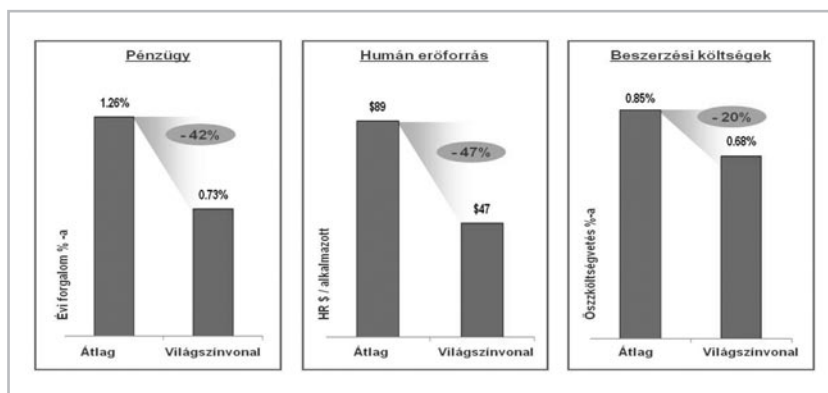 Pénzügy
1.26%
- 42%
0.73%
Évi forgalom % -a
Átlag
Világszínvonal
Humán erőforrás
$89
- 47%
$47
HR $ / alkalmazott
Átlag
Világszínvonal
Beszerzési költségek
0.85%
- 20%
0.68%
Öszköltségvetés %-a
Átlag
Világszínvonal